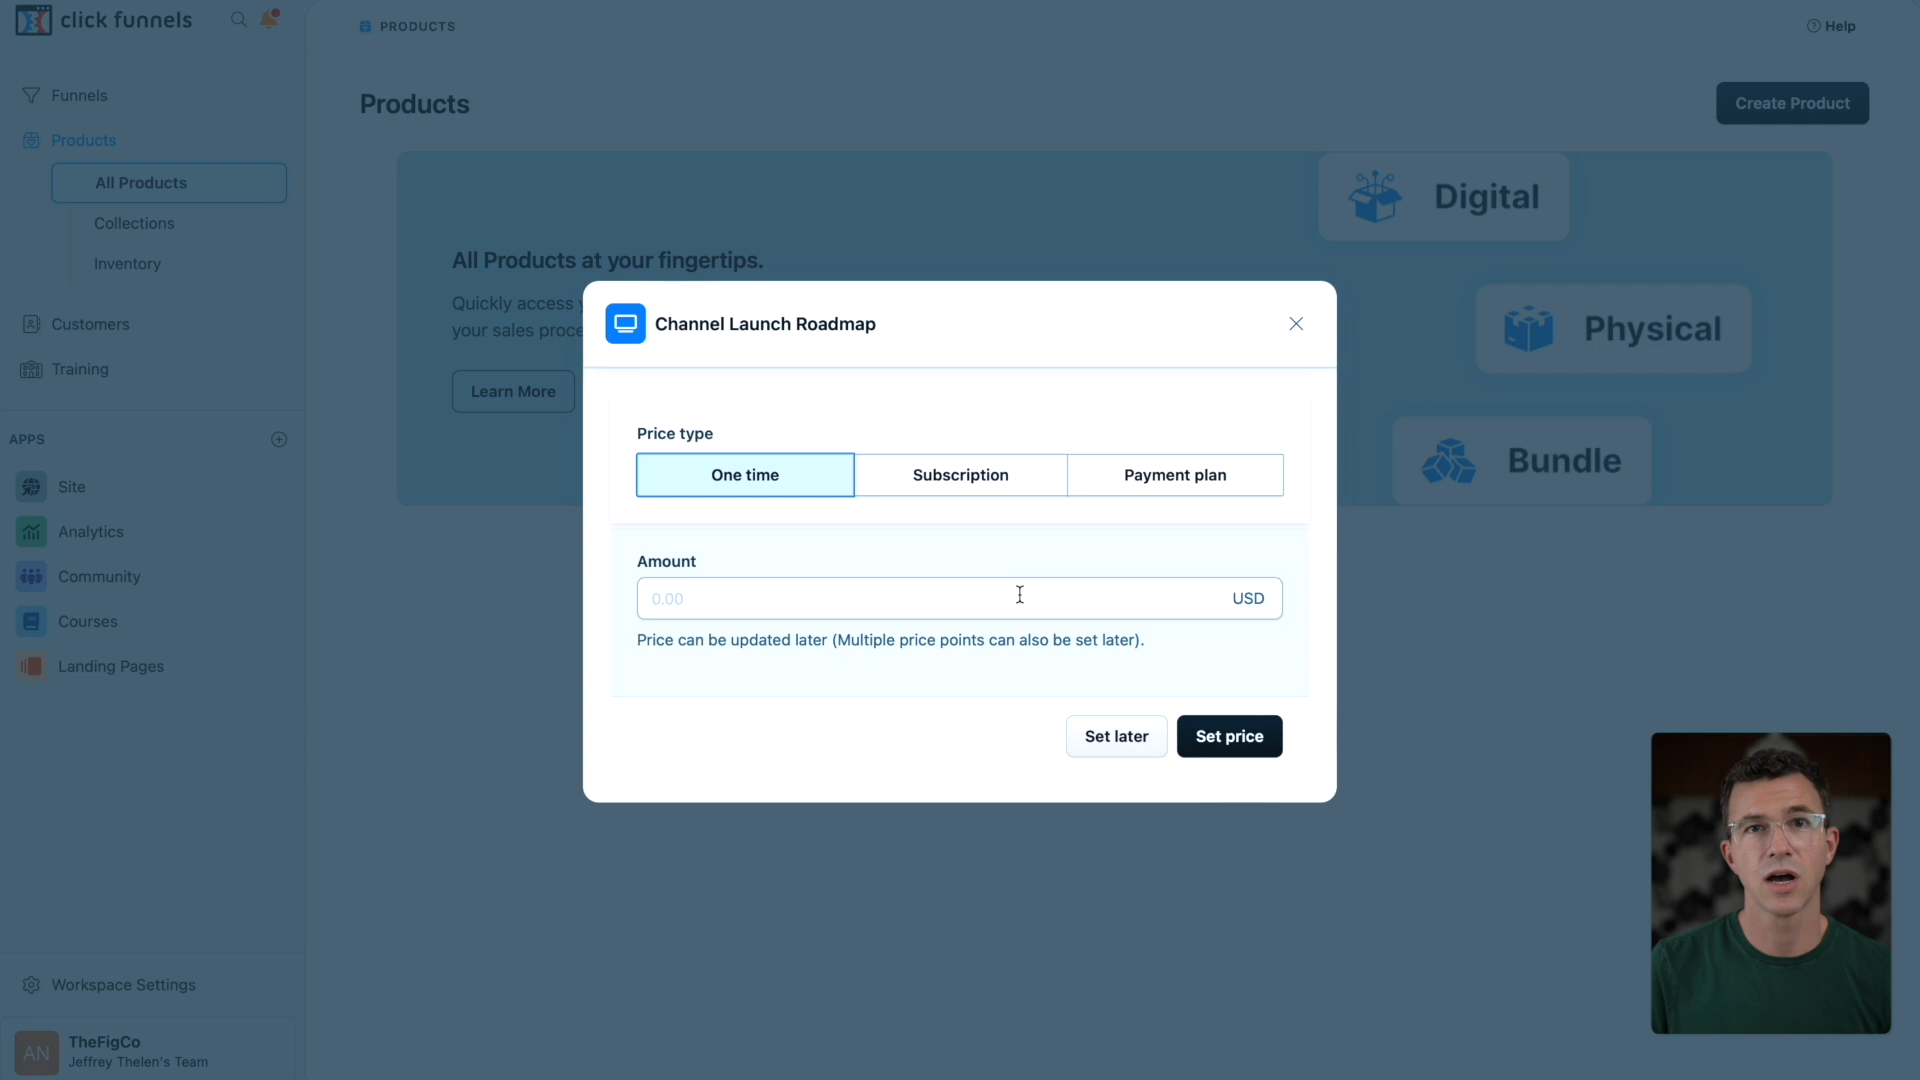 click funnels
PRODUCTS
Help
Funnels
Products
All Products
Collections
Inventory
Customers
Training
APPS
Site
Analytics
Community
Courses
Landing Pages
Workspace Settings
AN
TheFigCo
Jeffrey Thelen's Team
Products
Create Product
All Products at your fingertips.
Quickly access
your sales proce
Learn More
Digital
Physical
Bundle
Channel Launch Roadmap
Price type
One time
Subscription
Payment plan
Amount
0.00
USD
Price can be updated later (Multiple price points can also be set later).
Set later
Set price